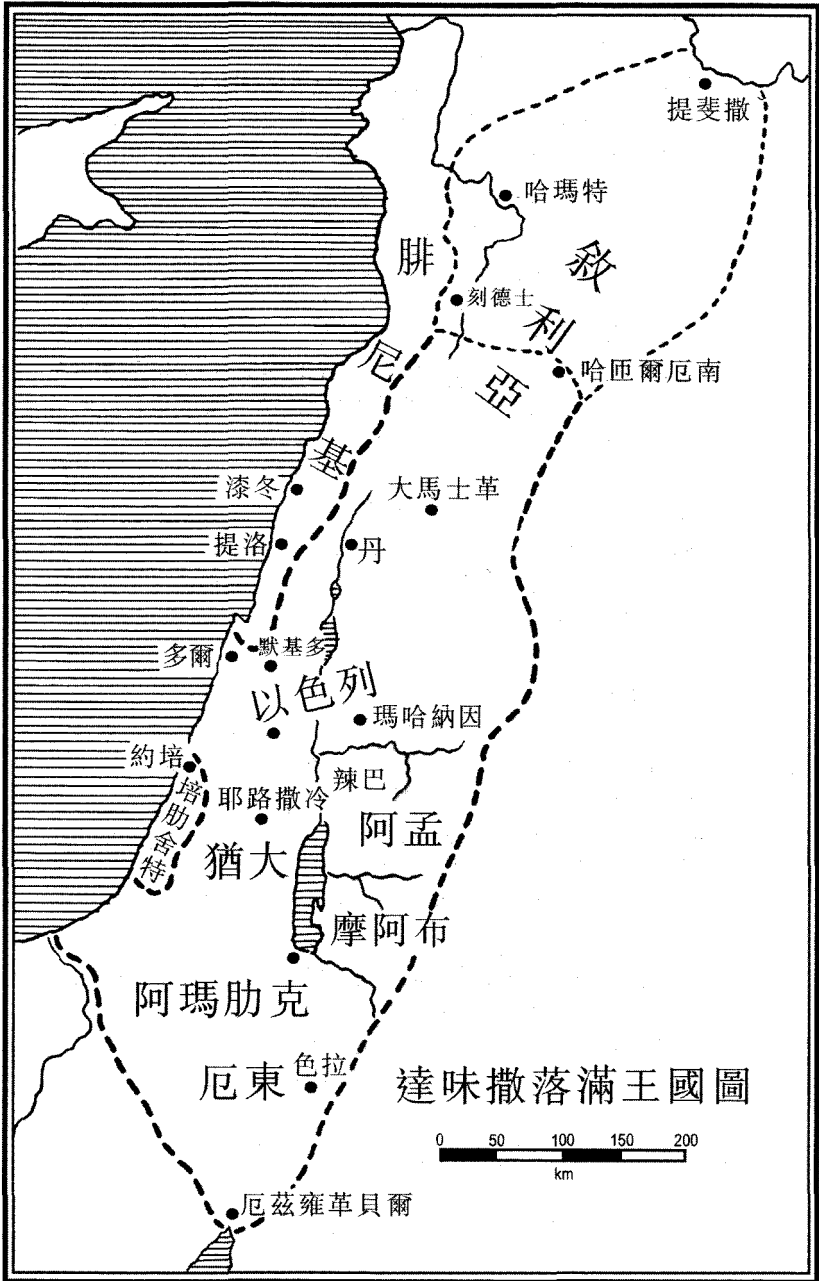 提斐撒
哈瑪特
敘利亞
腓尼基
刻德士
哈匝爾厄南
漆冬
大馬士革
提洛
丹
多爾
默基多
以色列
瑪哈納因
約培
培肋舍特
辣巴
耶路撒冷
阿孟
猶大
摩阿布
阿瑪肋克
厄東
色拉
達味撒落滿王國圖
0 50 100 150 200
km
厄茲雍革貝爾